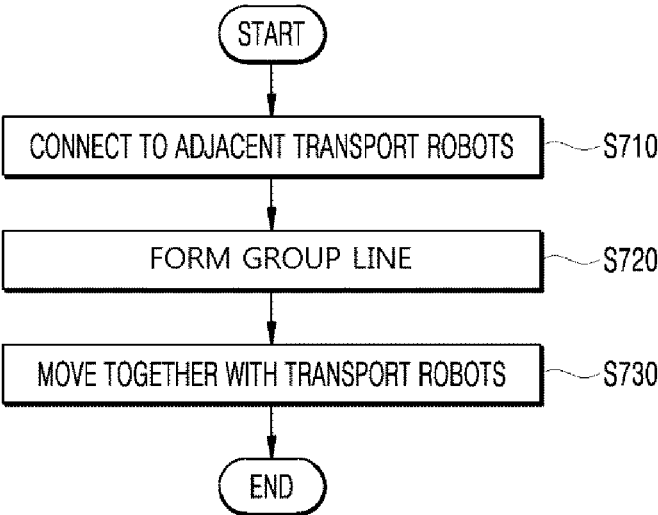 START
CONNECT TO ADJACENT TRANSPORT ROBOTS
S710
FORM GROUP LINE
S720
MOVE TOGETHER WITH TRANSPORT ROBOTS
S730
END